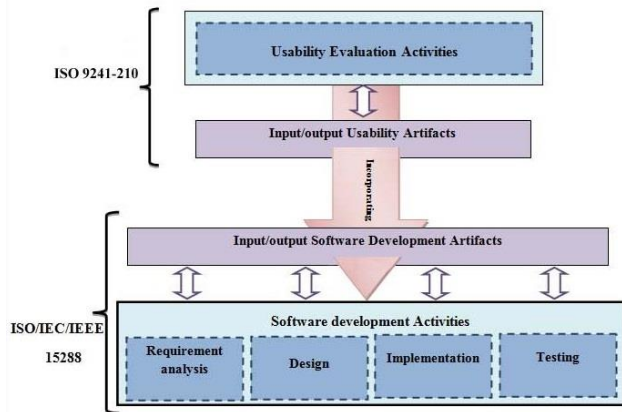 Usability Evaluation Activities
ISO 9241-210
Input/output Usability Artifacts
Incorporating
Input/output Software Development Artifacts
ISO/IEC/IEEE
15288
Software development Activities
Requirement
analysis
Design
Implementation
Testing